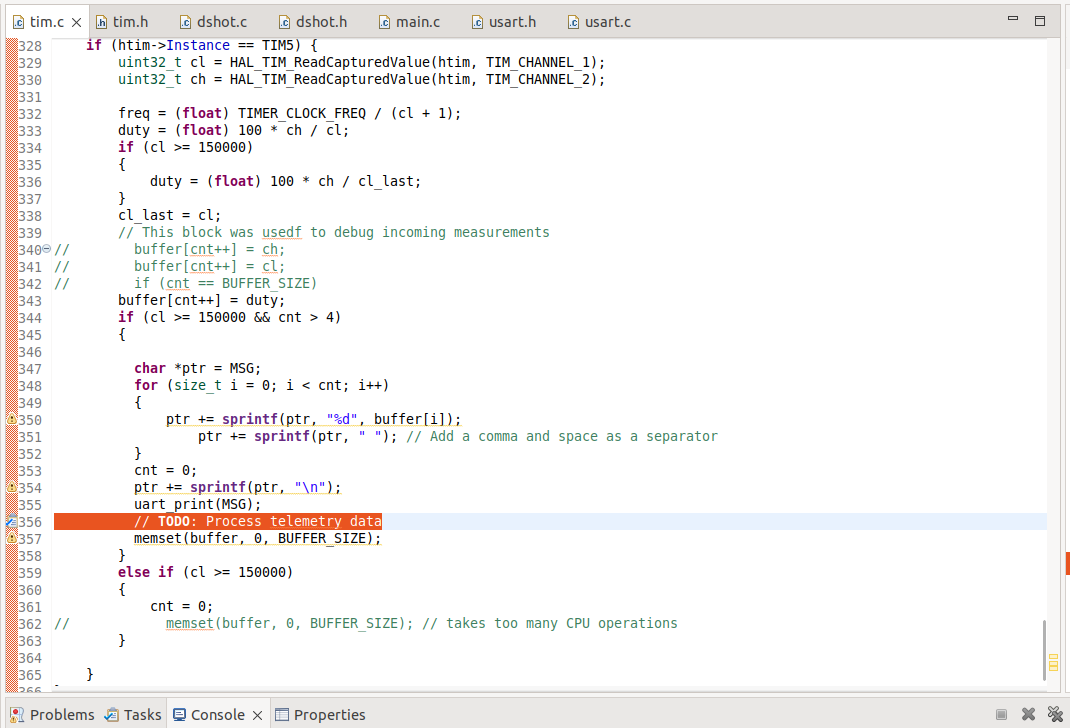 tim.c tim.h dshot.c dshot.h main.c usart.h usart.c
328 if (htim->Instance == TIM5) {
329 uint32_t cl = HAL_TIM_ReadCapturedValue(htim, TIM_CHANNEL_1);
330 uint32_t ch = HAL_TIM_ReadCapturedValue(htim, TIM_CHANNEL_2);
331
332 freq = (float) TIMER_CLOCK_FREQ / (cl + 1);
333 duty = (float) 100 * ch / cl;
334 if (cl >= 150000)
335 {
336 duty = (float) 100 * ch / cl_last;
337 }
338 cl_last = cl;
339 // This block was usedf to debug incoming measurements
340 // buffer[cnt++] = ch;
341 // buffer[cnt++] = cl;
342 // if (cnt == BUFFER_SIZE)
343 buffer[cnt++] = duty;
344 if (cl >= 150000 && cnt > 4)
345 {
346
347 char *ptr = MSG;
348 for (size_t i = 0; i < cnt; i++)
349 {
350 ptr += sprintf(ptr, "%d", buffer[i]);
351 ptr += sprintf(ptr, " "); // Add a comma and space as a separator
352 }
353 cnt = 0;
354 ptr += sprintf(ptr, "\n");
355 uart_print(MSG);
356 // TODO: Process telemetry data
357 memset(buffer, 0, BUFFER_SIZE);
358 }
359 else if (cl >= 150000)
360 {
361 cnt = 0;
362 // memset(buffer, 0, BUFFER_SIZE); // takes too many CPU operations
363 }
364
365 }
366
Problems Tasks Console Properties